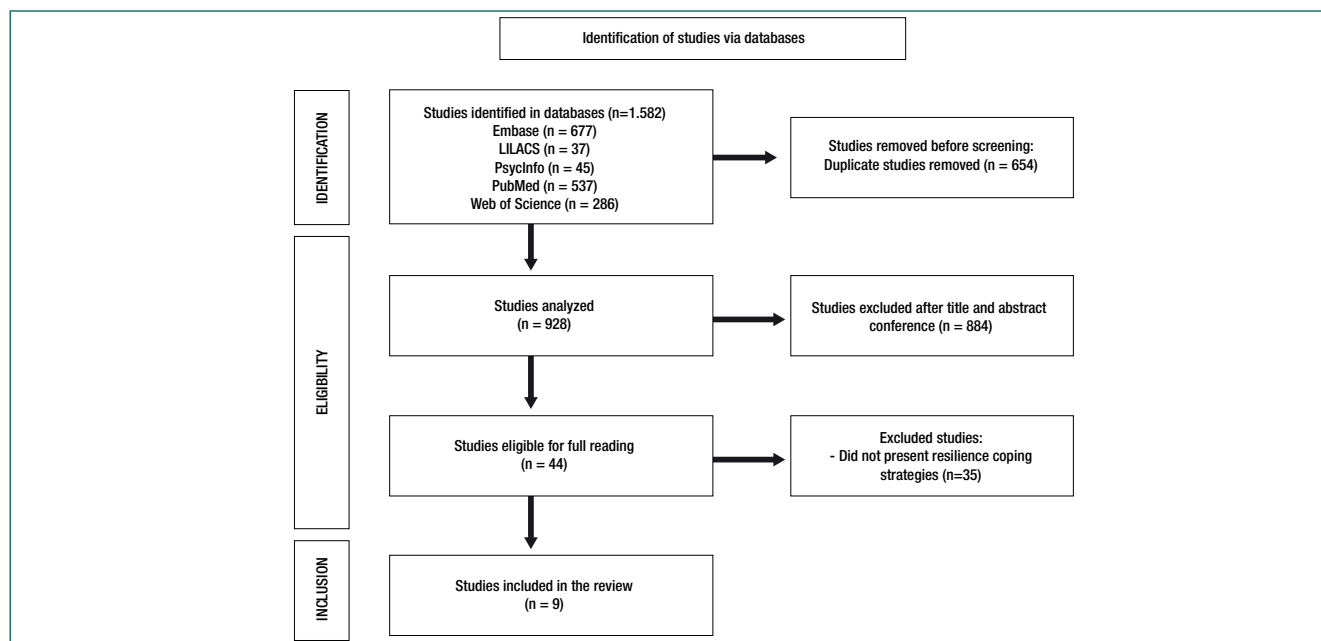 Identification of studies via databases
IDENTIFICATION
Studies identified in databases (n=1.582)
Embase (n = 677)
LILACS (n = 37)
PsycInfo (n = 45)
PubMed (n = 537)
Web of Science (n = 286)
Studies removed before screening:
Duplicate studies removed (n = 654)
ELIGIBILITY
Studies analyzed
(n = 928)
Studies excluded after title and abstract
conference (n = 884)
Studies eligible for full reading
(n = 44)
Excluded studies:
- Did not present resilience coping
strategies (n=35)
INCLUSION
Studies included in the review
(n = 9)